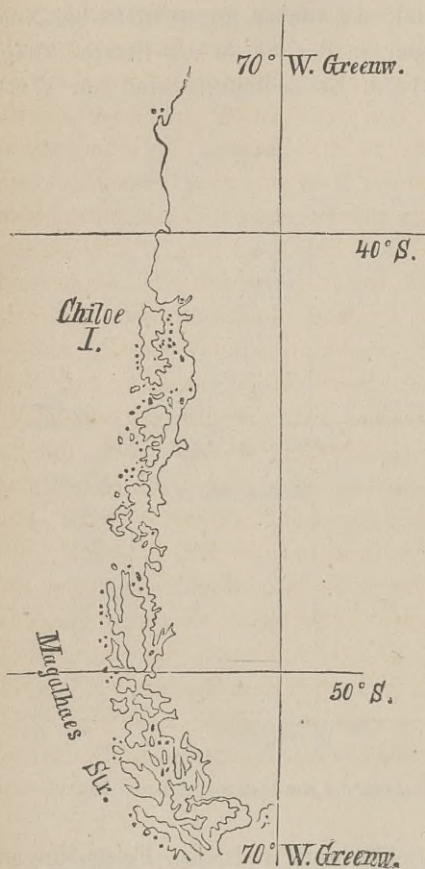 70° W. Greenw.
40° S.
Chiloe
I.
50° S.
Magalhaes Str.
70° W. Greenw.